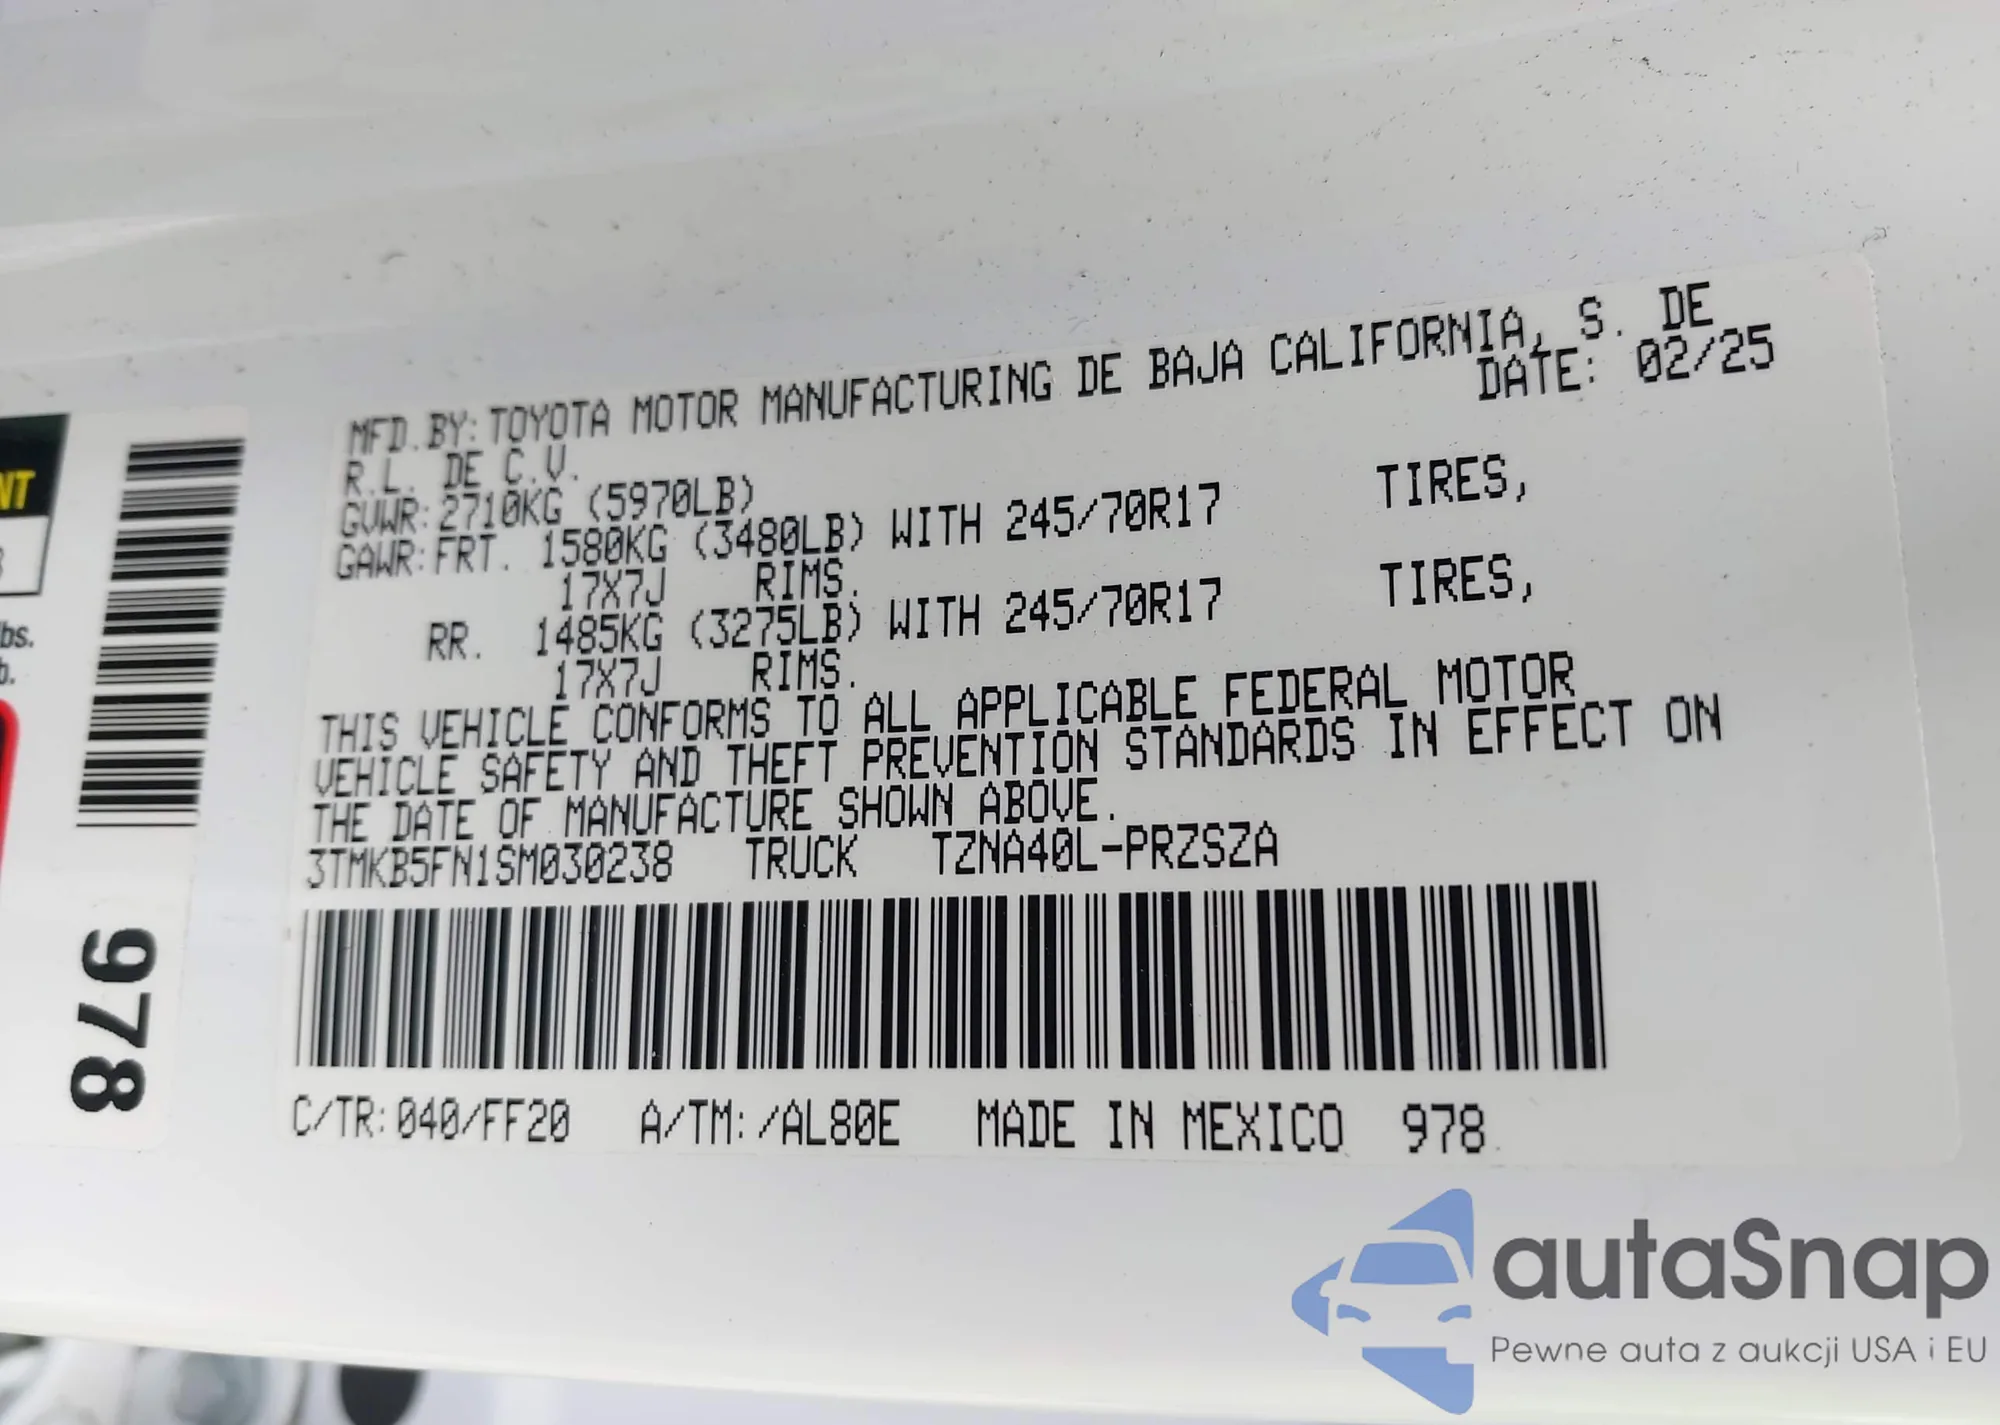 MFD.BY:TOYOTA MOTOR MANUFACTURING DE BAJA CALIFORNIA, S. DE
R.L. DE C.V. DATE: 02/25
GVWR:2710KG (5970LB)
GAWR:FRT. 1580KG (3480LB) WITH 245/70R17 TIRES,
17X7J RIMS.
RR. 1485KG (3275LB) WITH 245/70R17 TIRES,
17X7J RIMS.
THIS VEHICLE CONFORMS TO ALL APPLICABLE FEDERAL MOTOR
VEHICLE SAFETY AND THEFT PREVENTION STANDARDS IN EFFECT ON
THE DATE OF MANUFACTURE SHOWN ABOVE.
3TMKB5FN1SM030238 TRUCK TZNA40L-PRZSZA
C/TR:040/FF20 A/TM:/AL80E MADE IN MEXICO 978
978
autaSnap
Pewne auta z aukcji USA i EU